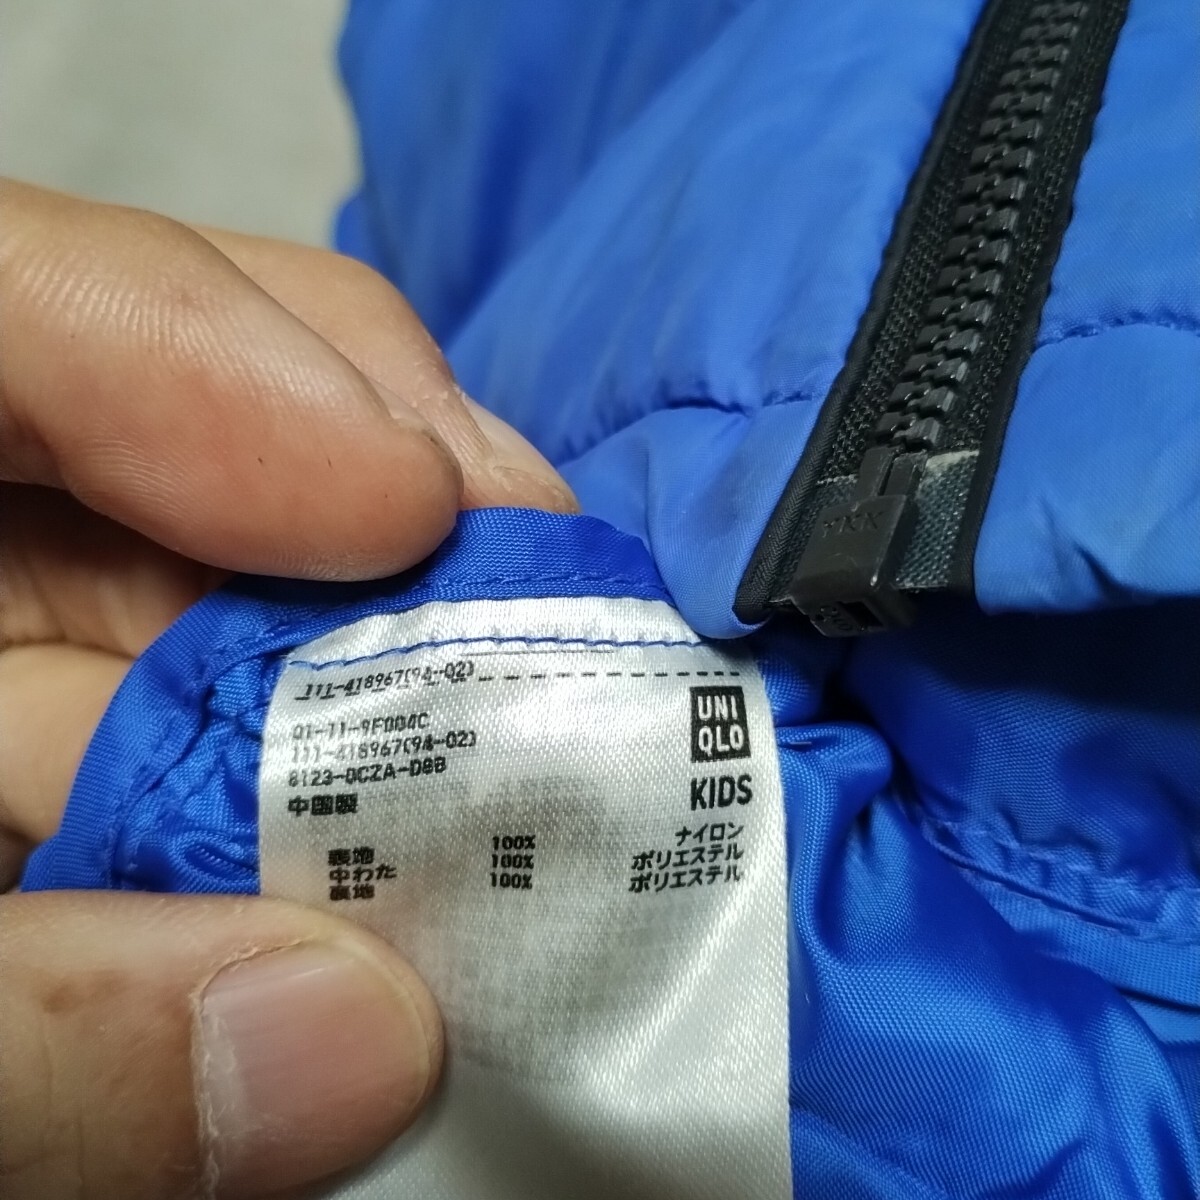 YKK
111-418967(94-02)
UNI
QLO
KIDS
01-11-9F004C
111-418967(94-02)
8123-0CZA-D8B
中国製
表地 100% ナイロン
中わた 100% ポリエステル
裏地 100% ポリエステル